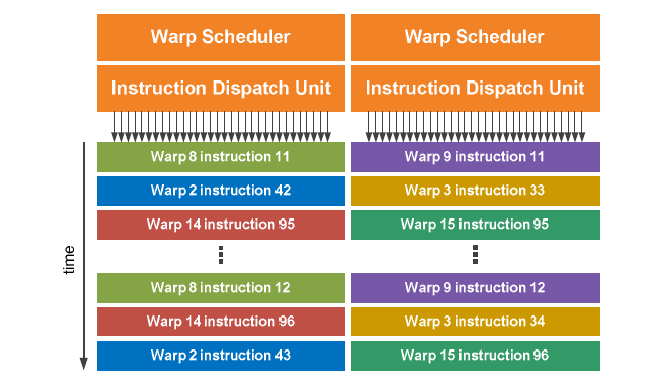 Warp Scheduler
Warp Scheduler
Instruction Dispatch Unit
Instruction Dispatch Unit
time
Warp 8 instruction 11
Warp 9 instruction 11
Warp 2 instruction 42
Warp 3 instruction 33
Warp 14 instruction 95
Warp 15 instruction 95
Warp 8 instruction 12
Warp 9 instruction 12
Warp 14 instruction 96
Warp 3 instruction 34
Warp 2 instruction 43
Warp 15 instruction 96